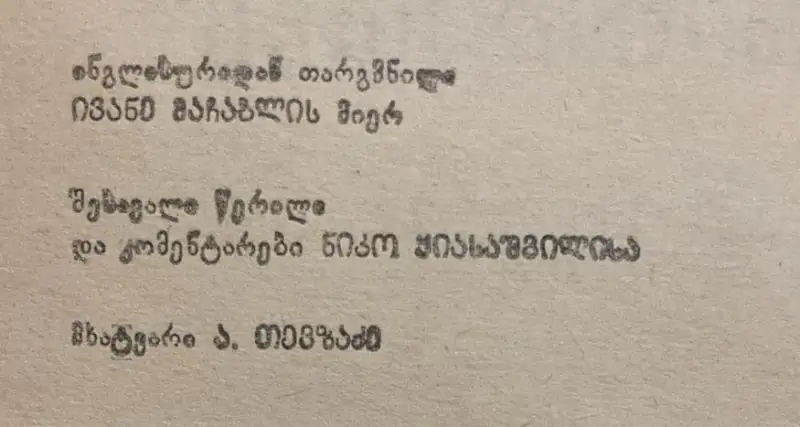 ინგლისურიდან თარგმნილი
ივანე მაჩაბლის მიერ
შესავალი წერილი
და კომენტარები ნიკო ყიასაშვილისა
მხატვარი ა. თევზაძე